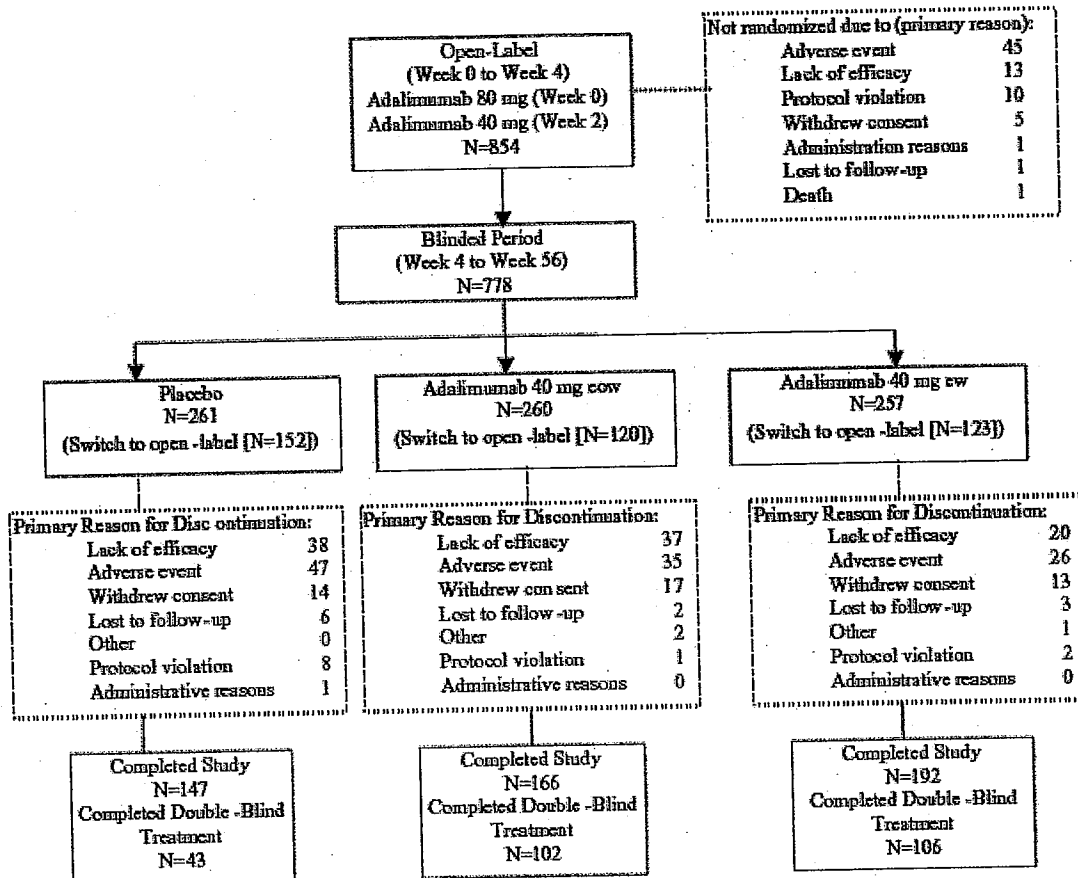 Open-Label
(Week 0 to Week 4)
Adalimumab 80 mg (Week 0)
Adalimumab 40 mg (Week 2)
N=854
Not randomized due to (primary reason):
Adverse event 45
Lack of efficacy 13
Protocol violation 10
Withdrew consent 5
Administration reasons 1
Lost to follow-up 1
Death 1
Blinded Period
(Week 4 to Week 56)
N=778
Placebo
N=261
(Switch to open -label [N=152])
Adalimumab 40 mg eow
N=260
(Switch to open -label [N=120])
Adalimumab 40 mg ew
N=257
(Switch to open -label [N=123])
Primary Reason for Disc ontinuation:
Lack of efficacy 38
Adverse event 47
Withdrew consent 14
Lost to follow-up 6
Other 0
Protocol violation 8
Administrative reasons 1
Primary Reason for Discontinuation:
Lack of efficacy 37
Adverse event 35
Withdrew con sent 17
Lost to follow-up 2
Other 2
Protocol violation 1
Administrative reasons 0
Primary Reason for Discontinuation:
Lack of efficacy 20
Adverse event 26
Withdrew consent 13
Lost to follow-up 3
Other 1
Protocol violation 2
Administrative reasons 0
Completed Study
N=147
Completed Double -Blind
Treatment
N=43
Completed Study
N=166
Completed Double -Blind
Treatment
N=102
Completed Study
N=192
Completed Double -Blind
Treatment
N=106